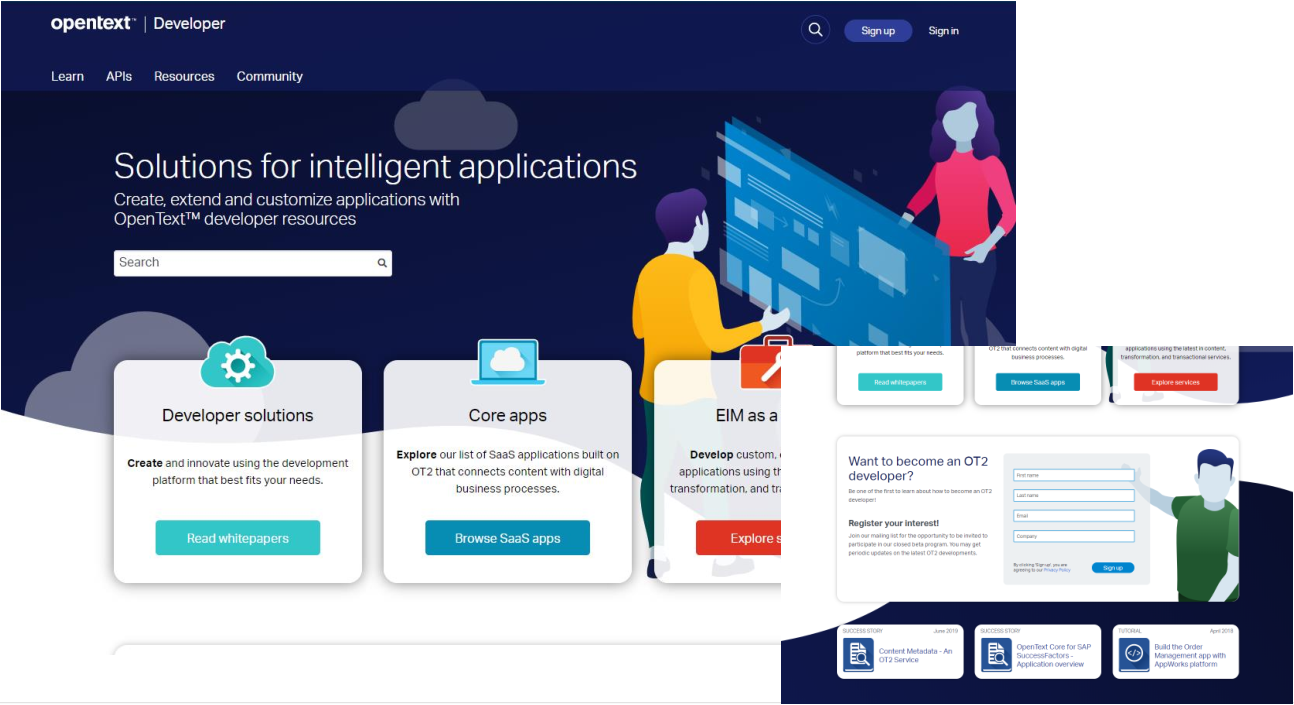 opentext™ | Developer
Sign up
Sign in
Learn
APIs
Resources
Community
Solutions for intelligent applications
Create, extend and customize applications with
OpenText™ developer resources
Search
Developer solutions
Create and innovate using the development
platform that best fits your needs.
Read whitepapers
Core apps
Explore our list of SaaS applications built on
OT2 that connects content with digital
business processes.
Browse SaaS apps
EIM as a
Develop custom,
applications using th
transformation, and tra
Explore s
platform that best fits your needs.
Read whitepapers
OT2 that connects content with digital
business processes.
Browse SaaS apps
applications using the latest in content,
transformation, and transactional services.
Explore services
Want to become an OT2
developer?
Be one of the first to learn about how to become an OT2
developer!
Register your interest!
Join our mailing list for the opportunity to be invited to
participate in our closed beta program. You may get
periodic updates on the latest OT2 developments.
First name
Last name
Email
Company
By clicking 'Sign up', you are
agreeing to our Privacy Policy
Sign up
SUCCESS STORY
June 2019
Content Metadata - An
OT2 Service
SUCCESS STORY
OpenText Core for SAP
SuccessFactors -
Application overview
TUTORIAL
April 2018
Build the Order
Management app with
AppWorks platform